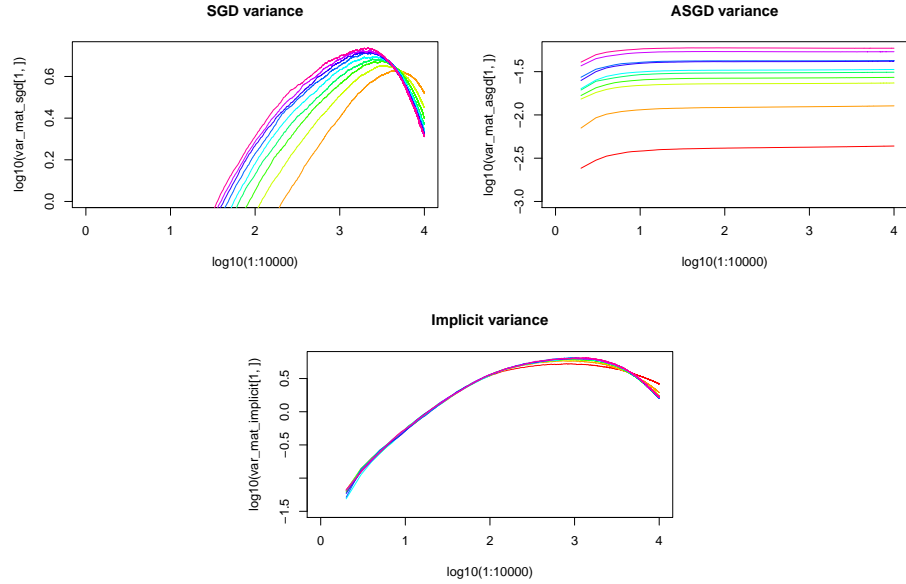 SGD variance
log10(var_mat_sgd[1, ])
0.0 0.2 0.4 0.6
0 1 2 3 4
log10(1:10000)
ASGD variance
log10(var_mat_asgd[1, ])
−3.0 −2.5 −2.0 −1.5
0 1 2 3 4
log10(1:10000)
Implicit variance
log10(var_mat_implicit[1, ])
−1.5 −0.5 0.0 0.5
0 1 2 3 4
log10(1:10000)